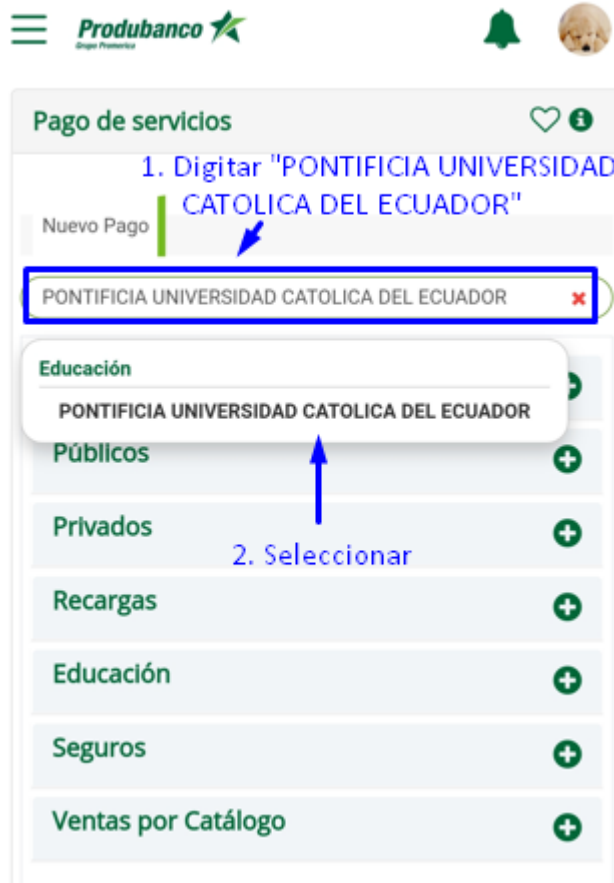 Produbanco
Grupo Promerica
Pago de servicios
1. Digitar "PONTIFICIA UNIVERSIDAD
CATOLICA DEL ECUADOR"
Nuevo Pago
PONTIFICIA UNIVERSIDAD CATOLICA DEL ECUADOR
Educación
PONTIFICIA UNIVERSIDAD CATOLICA DEL ECUADOR
Públicos
Privados
2. Seleccionar
Recargas
Educación
Seguros
Ventas por Catálogo